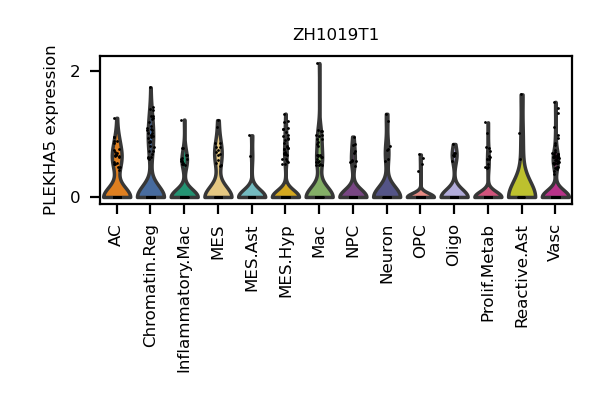 ZH1019T1
PLEKHA5 expression
2
0
AC
Chromatin.Reg
Inflammatory.Mac
MES
MES.Ast
MES.Hyp
Mac
NPC
Neuron
OPC
Oligo
Prolif.Metab
Reactive.Ast
Vasc